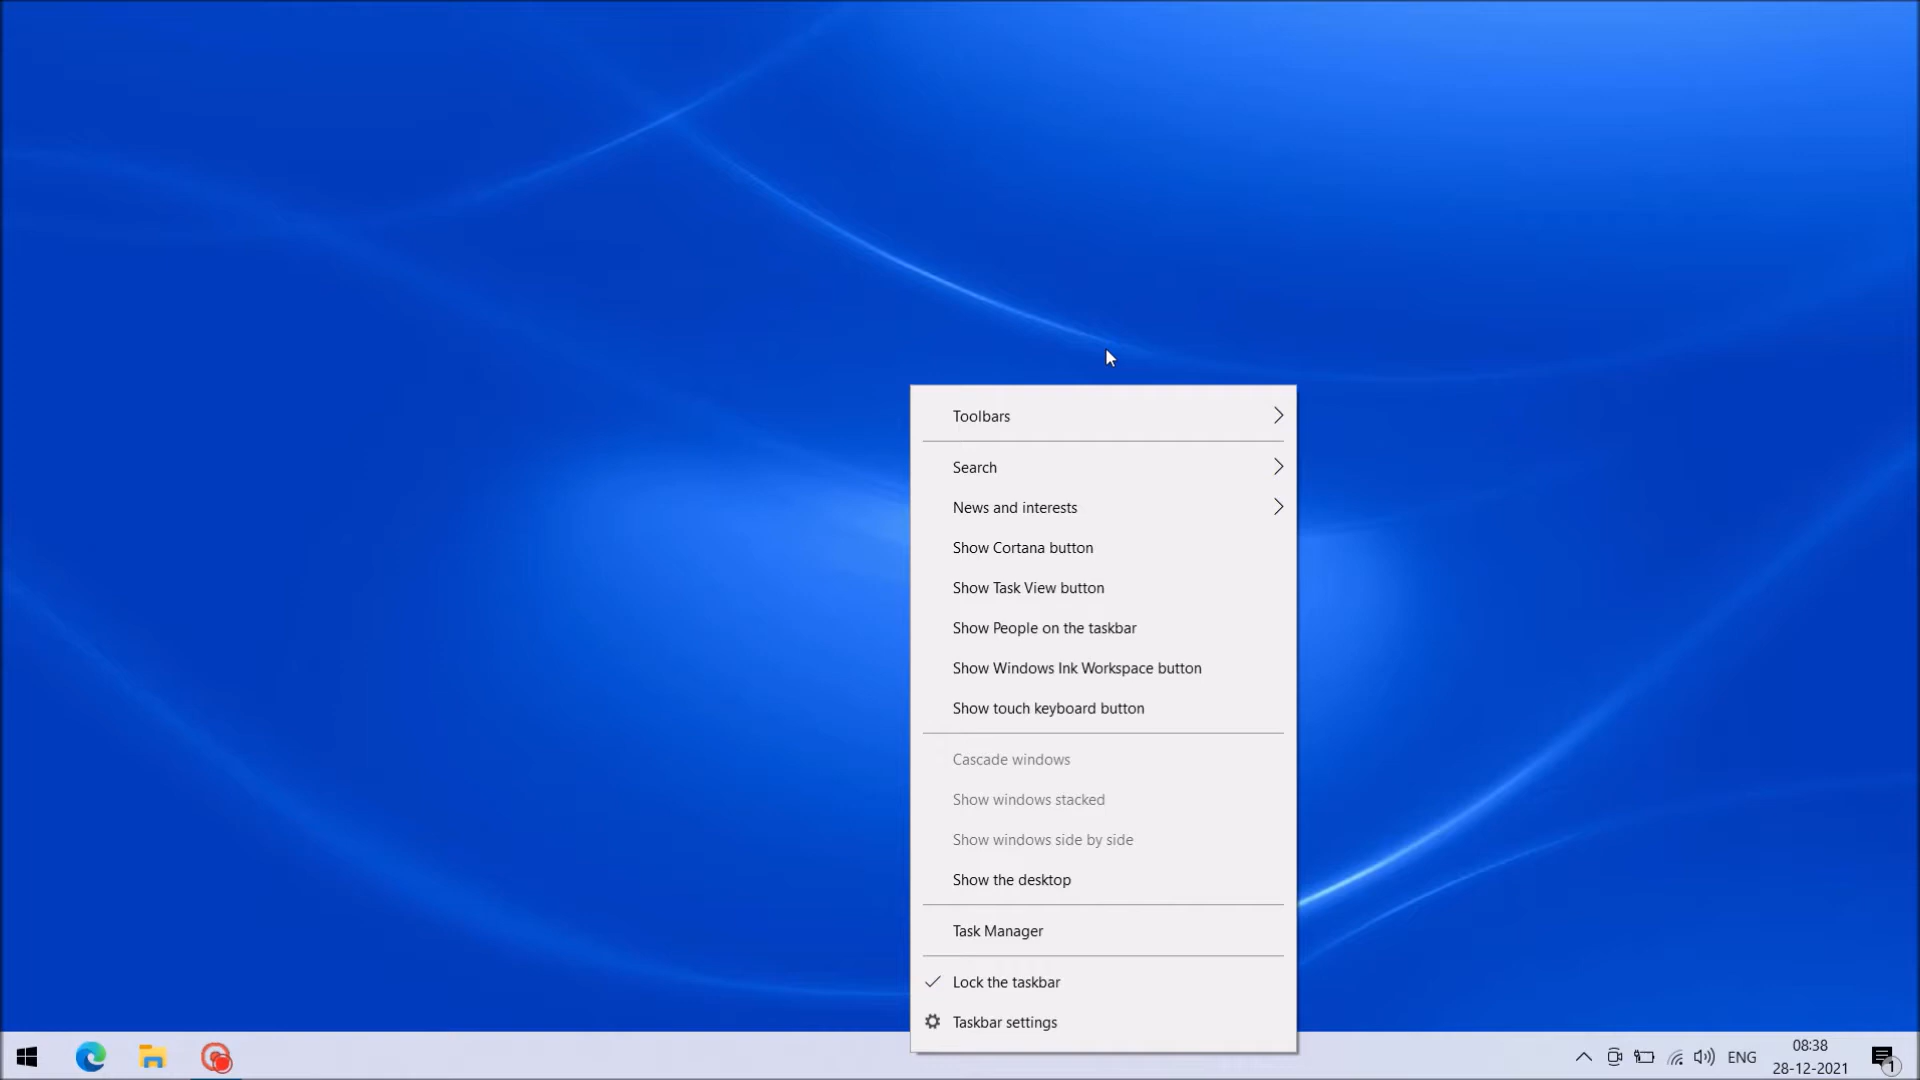 Toolbars
Search
News and interests
Show Cortana button
Show Task View button
Show People on the taskbar
Show Windows Ink Workspace button
Show touch keyboard button
Cascade windows
Show windows stacked
Show windows side by side
Show the desktop
Task Manager
Lock the taskbar
Taskbar settings
ENG
08:38
28-12-2021
1